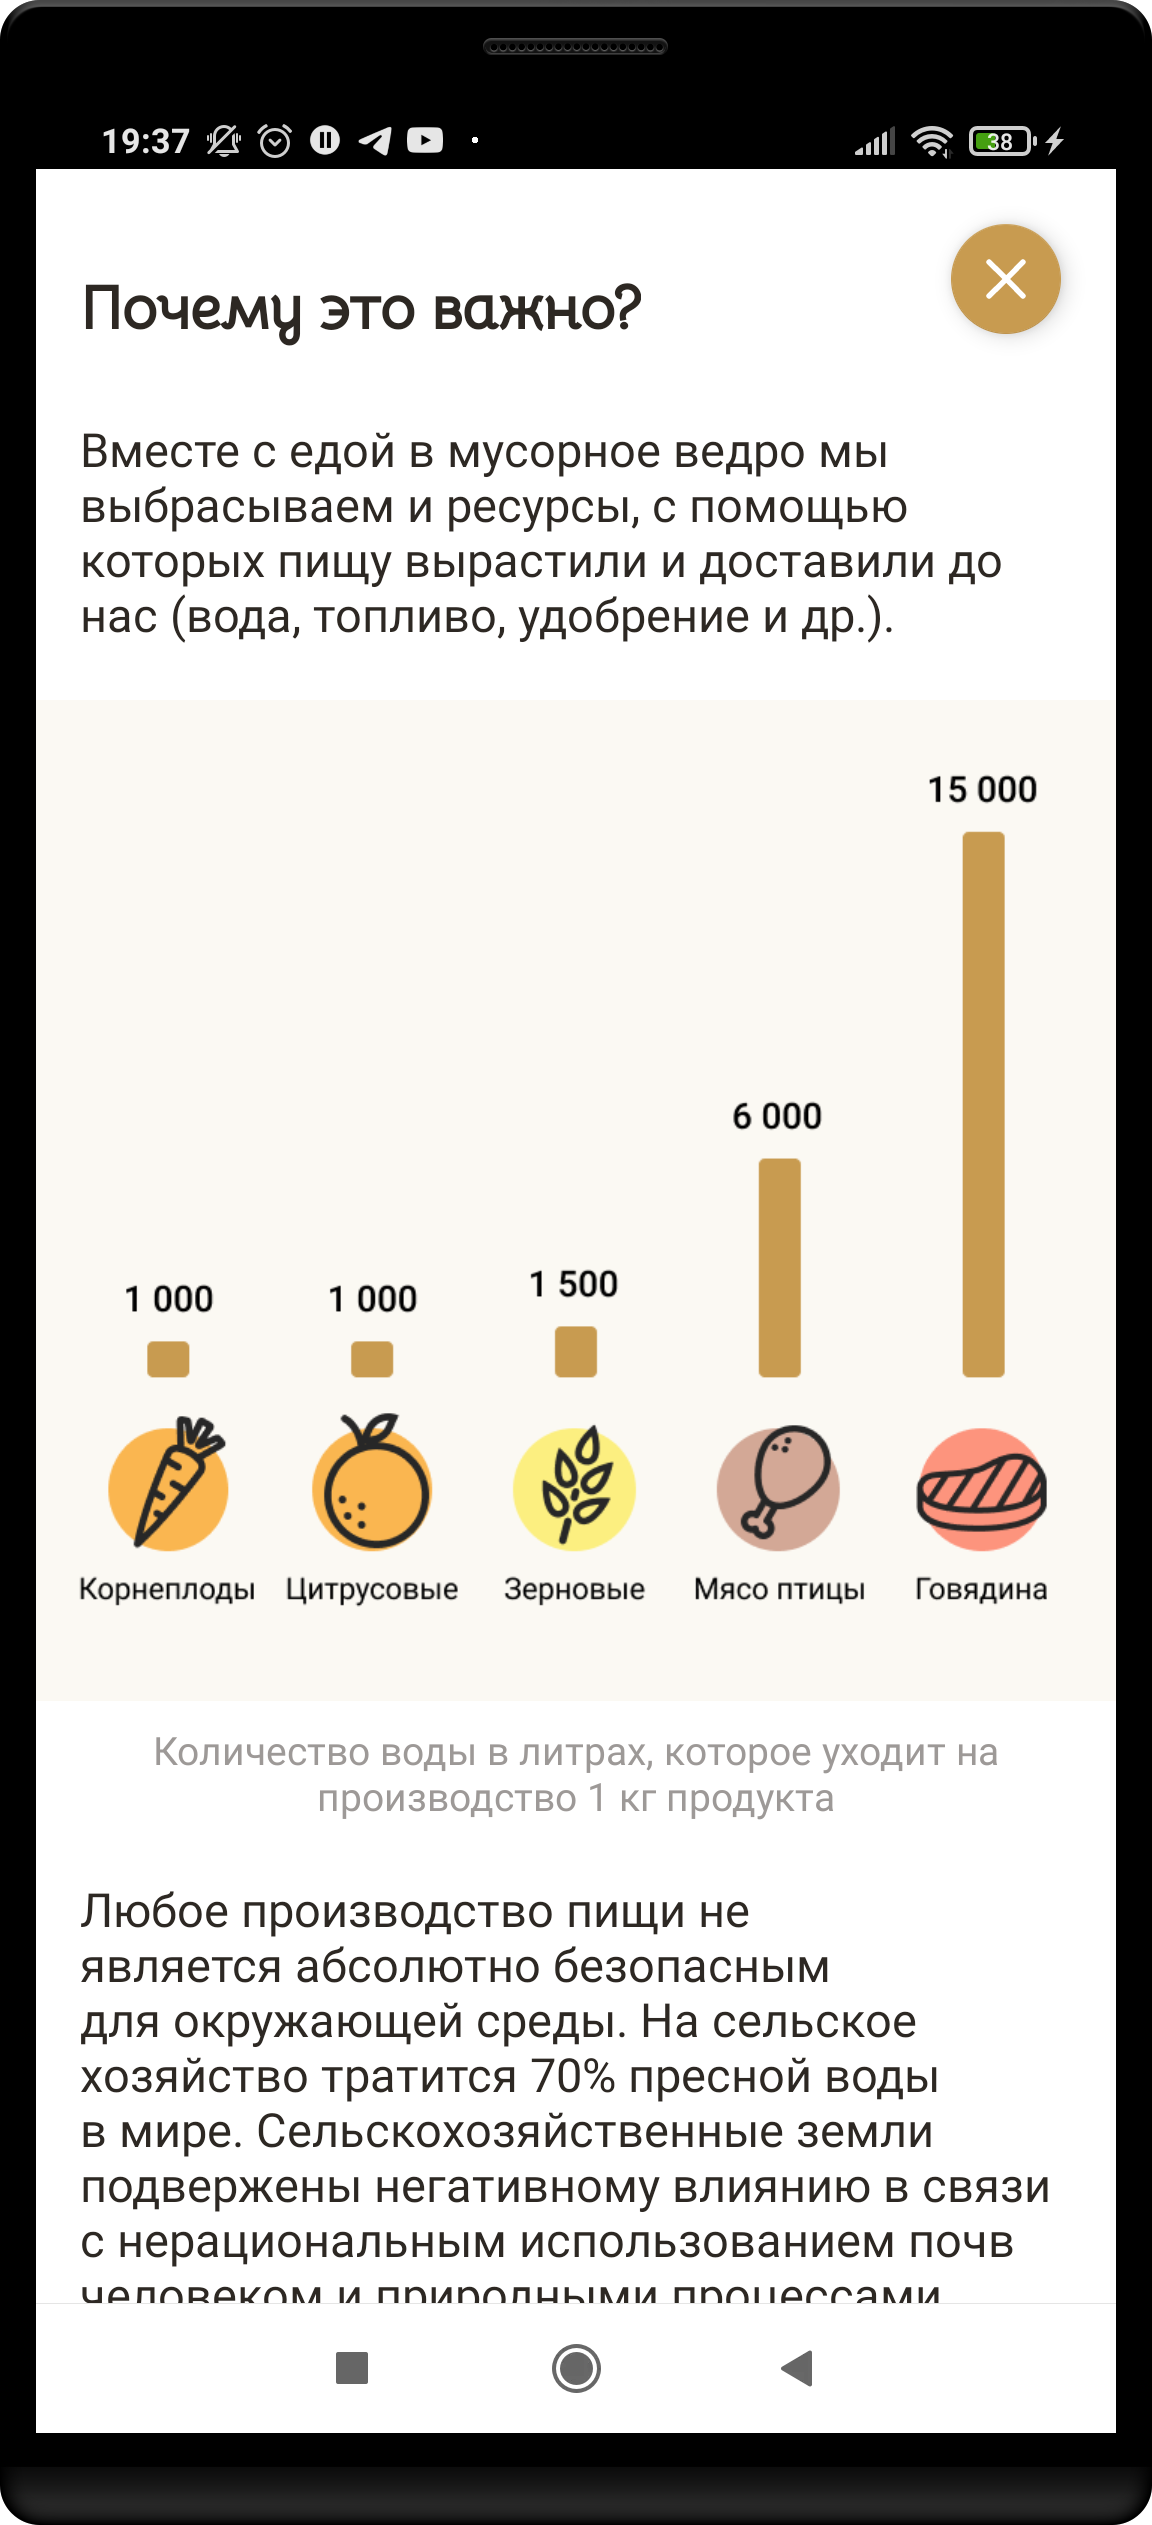 19:37
38
Почему это важно?
Вместе с едой в мусорное ведро мы
выбрасываем и ресурсы, с помощью
которых пищу вырастили и доставили до
нас (вода, топливо, удобрение и др.).
15 000
6 000
1 500
1 000 1 000
Корнеплоды Цитрусовые Зерновые Мясо птицы Говядина
Количество воды в литрах, которое уходит на
производство 1 кг продукта
Любое производство пищи не
является абсолютно безопасным
для окружающей среды. На сельское
хозяйство тратится 70% пресной воды
в мире. Сельскохозяйственные земли
подвержены негативному влиянию в связи
с нерациональным использованием почв
человеком и природными процессами